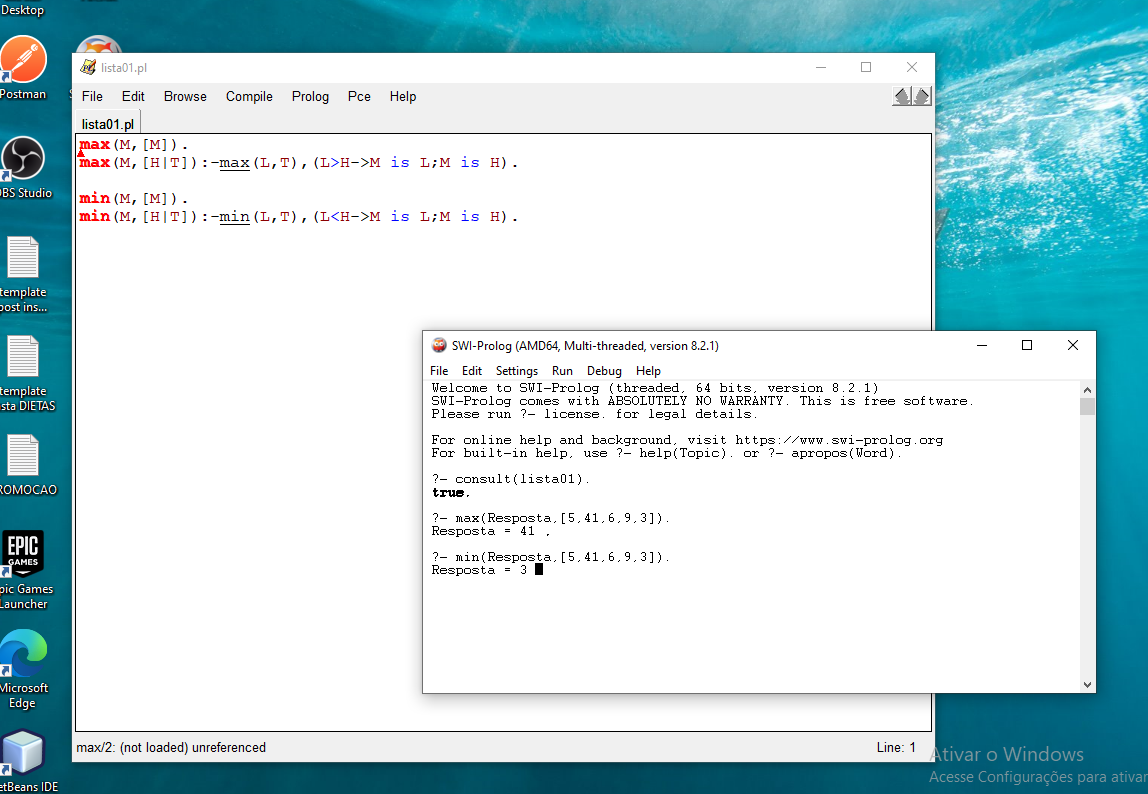 Desktop
Postman
OBS Studio
template
post ins...
template
sta DIETAS
ROMOCAO
EPIC
GAMES
pic Games
Launcher
Microsoft
Edge
etBeans IDE
lista01.pl
File Edit Browse Compile Prolog Pce Help
lista01.pl
max(M,[M]).
max(M,[H|T]):-max(L,T),(L>H->M is L;M is H).
min(M,[M]).
min(M,[H|T]):-min(L,T),(L<H->M is L;M is H).
max/2: (not loaded) unreferenced
Line: 1
SWI-Prolog (AMD64, Multi-threaded, version 8.2.1)
File Edit Settings Run Debug Help
Welcome to SWI-Prolog (threaded, 64 bits, version 8.2.1)
SWI-Prolog comes with ABSOLUTELY NO WARRANTY. This is free software.
Please run ?- license. for legal details.
For online help and background, visit https://www.swi-prolog.org
For built-in help, use ?- help(Topic). or ?- apropos(Word).
?- consult(lista01).
true.
?- max(Resposta,[5,41,6,9,3]).
Resposta = 41 .
?- min(Resposta,[5,41,6,9,3]).
Resposta = 3
Ativar o Windows
Acesse Configurações para ativar